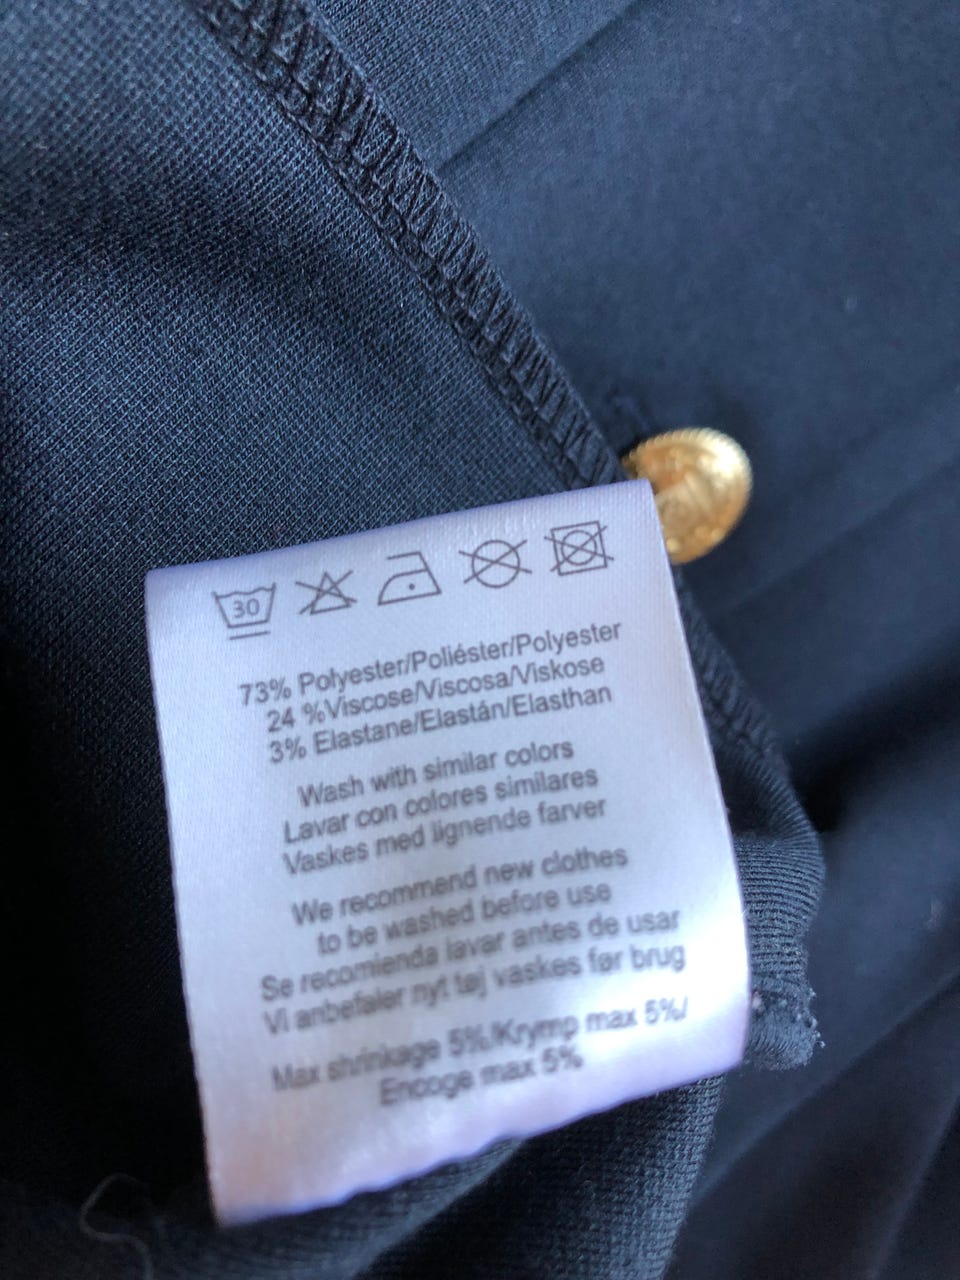 30
73% Polyester/Poliéster/Polyester
24 %Viscose/Viscosa/Viskose
3% Elastane/Elastán/Elasthan
Wash with similar colors
Lavar con colores similares
Vaskes med lignende farver
We recommend new clothes
to be washed before use
Se recomienda lavar antes de usar
Vi anbefaler nyt tøj vaskes før brug
Max shrinkage 5%/Krymp max 5%/
Encoge max 5%